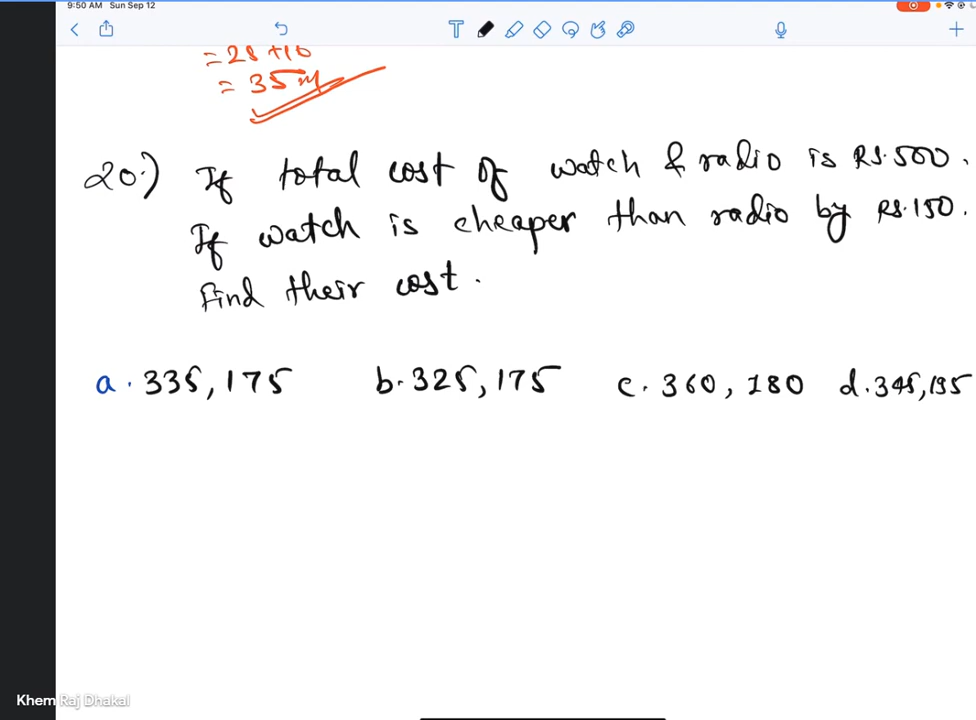 9:50 AM Sun Sep 12
= 35 m
20.) If total cost of watch & radio is RS. 500.
If watch is cheaper than radio by RS. 150.
Find their cost.
a. 335, 175 b. 325, 175 c. 360, 180 d. 345, 195
Khem Raj Dhakal